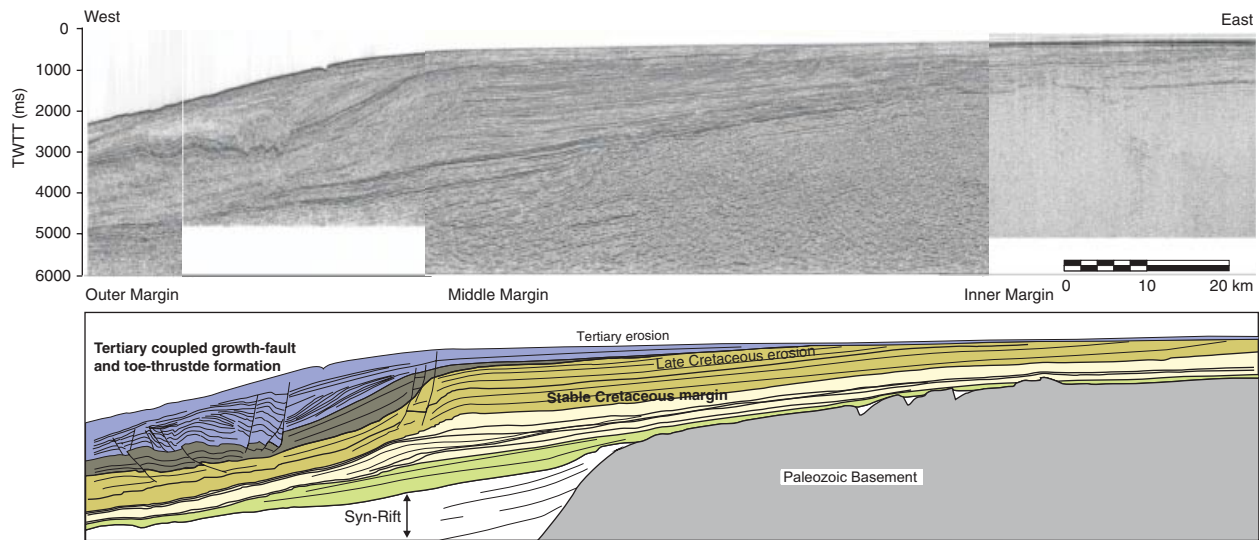 West
East
0
1000
2000
3000
4000
5000
6000
TWTT (ms)
Outer Margin
Middle Margin
Inner Margin
0
10
20 km
Tertiary coupled growth-fault
and toe-thrustde formation
Tertiary erosion
Late Cretaceous erosion
Stable Cretaceous margin
Paleozoic Basement
Syn-Rift